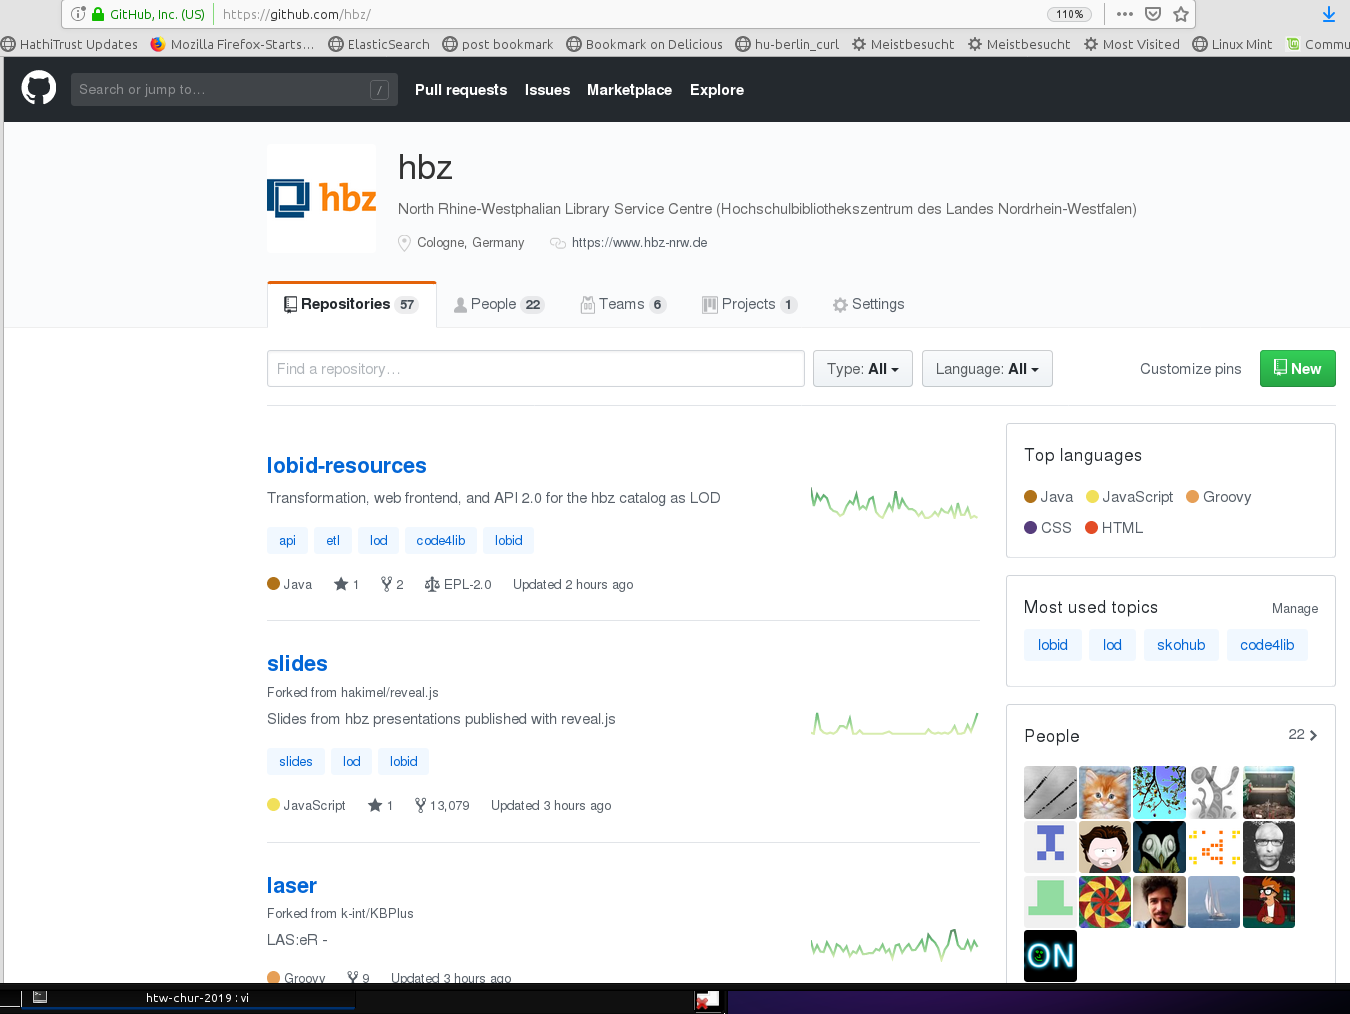 GitHub, Inc. (US) https://github.com/hbz/ 110%
HathiTrust Updates Mozilla Firefox-Starts... ElasticSearch post bookmark Bookmark on Delicious hu-berlin_curl Meistbesucht Meistbesucht Most Visited Linux Mint Commu
Search or jump to... / Pull requests Issues Marketplace Explore
hbz
hbz
North Rhine-Westphalian Library Service Centre (Hochschulbibliothekszentrum des Landes Nordrhein-Westfalen)
Cologne, Germany https://www.hbz-nrw.de
Repositories 57 People 22 Teams 6 Projects 1 Settings
Find a repository... Type: All Language: All Customize pins New
lobid-resources
Transformation, web frontend, and API 2.0 for the hbz catalog as LOD
api etl lod code4lib lobid
Java 1 2 EPL-2.0 Updated 2 hours ago
slides
Forked from hakimel/reveal.js
Slides from hbz presentations published with reveal.js
slides lod lobid
JavaScript 1 13,079 Updated 3 hours ago
laser
Forked from k-int/KBPlus
LAS:eR -
Groovy 9 Updated 3 hours ago
Top languages
Java JavaScript Groovy
CSS HTML
Most used topics Manage
lobid lod skohub code4lib
People 22
ON
htw-chur-2019 : vi